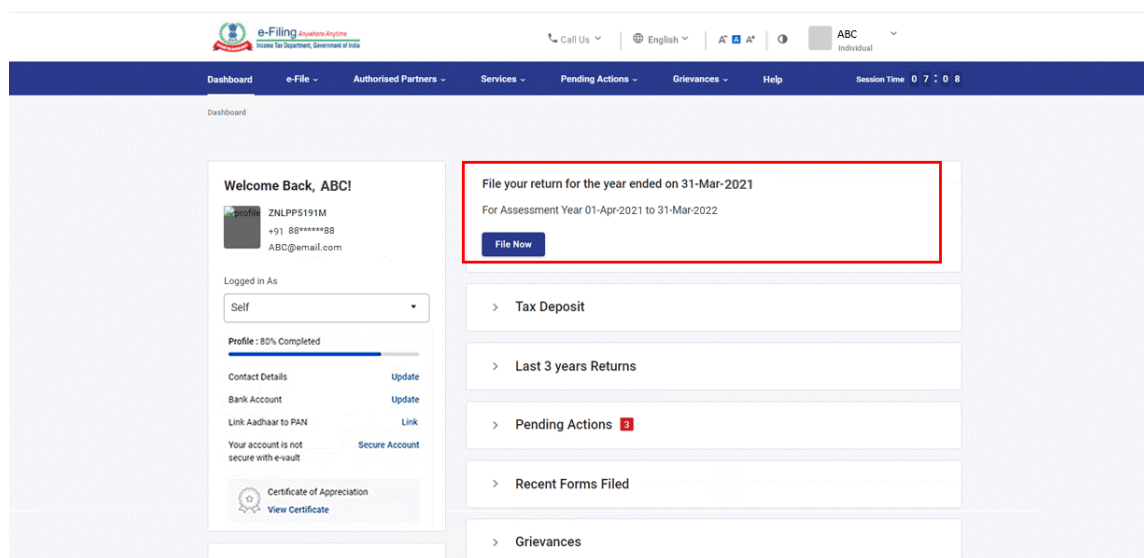 e-Filing Anywhere Anytime
Income Tax Department, Government of India
Call Us
English
A- A A+
ABC
Individual
Dashboard e-File Authorised Partners Services Pending Actions Grievances Help Session Time 0 7 : 0 8
Dashboard
Welcome Back, ABC!
profile
ZNLPP5191M
+91 88******88
ABC@email.com
Logged in As
Self
Profile : 80% Completed
Contact Details Update
Bank Account Update
Link Aadhaar to PAN Link
Your account is not Secure Account
secure with e-vault
Certificate of Appreciation
View Certificate
File your return for the year ended on 31-Mar-2021
For Assessment Year 01-Apr-2021 to 31-Mar-2022
File Now
Tax Deposit
Last 3 years Returns
Pending Actions 3
Recent Forms Filed
Grievances